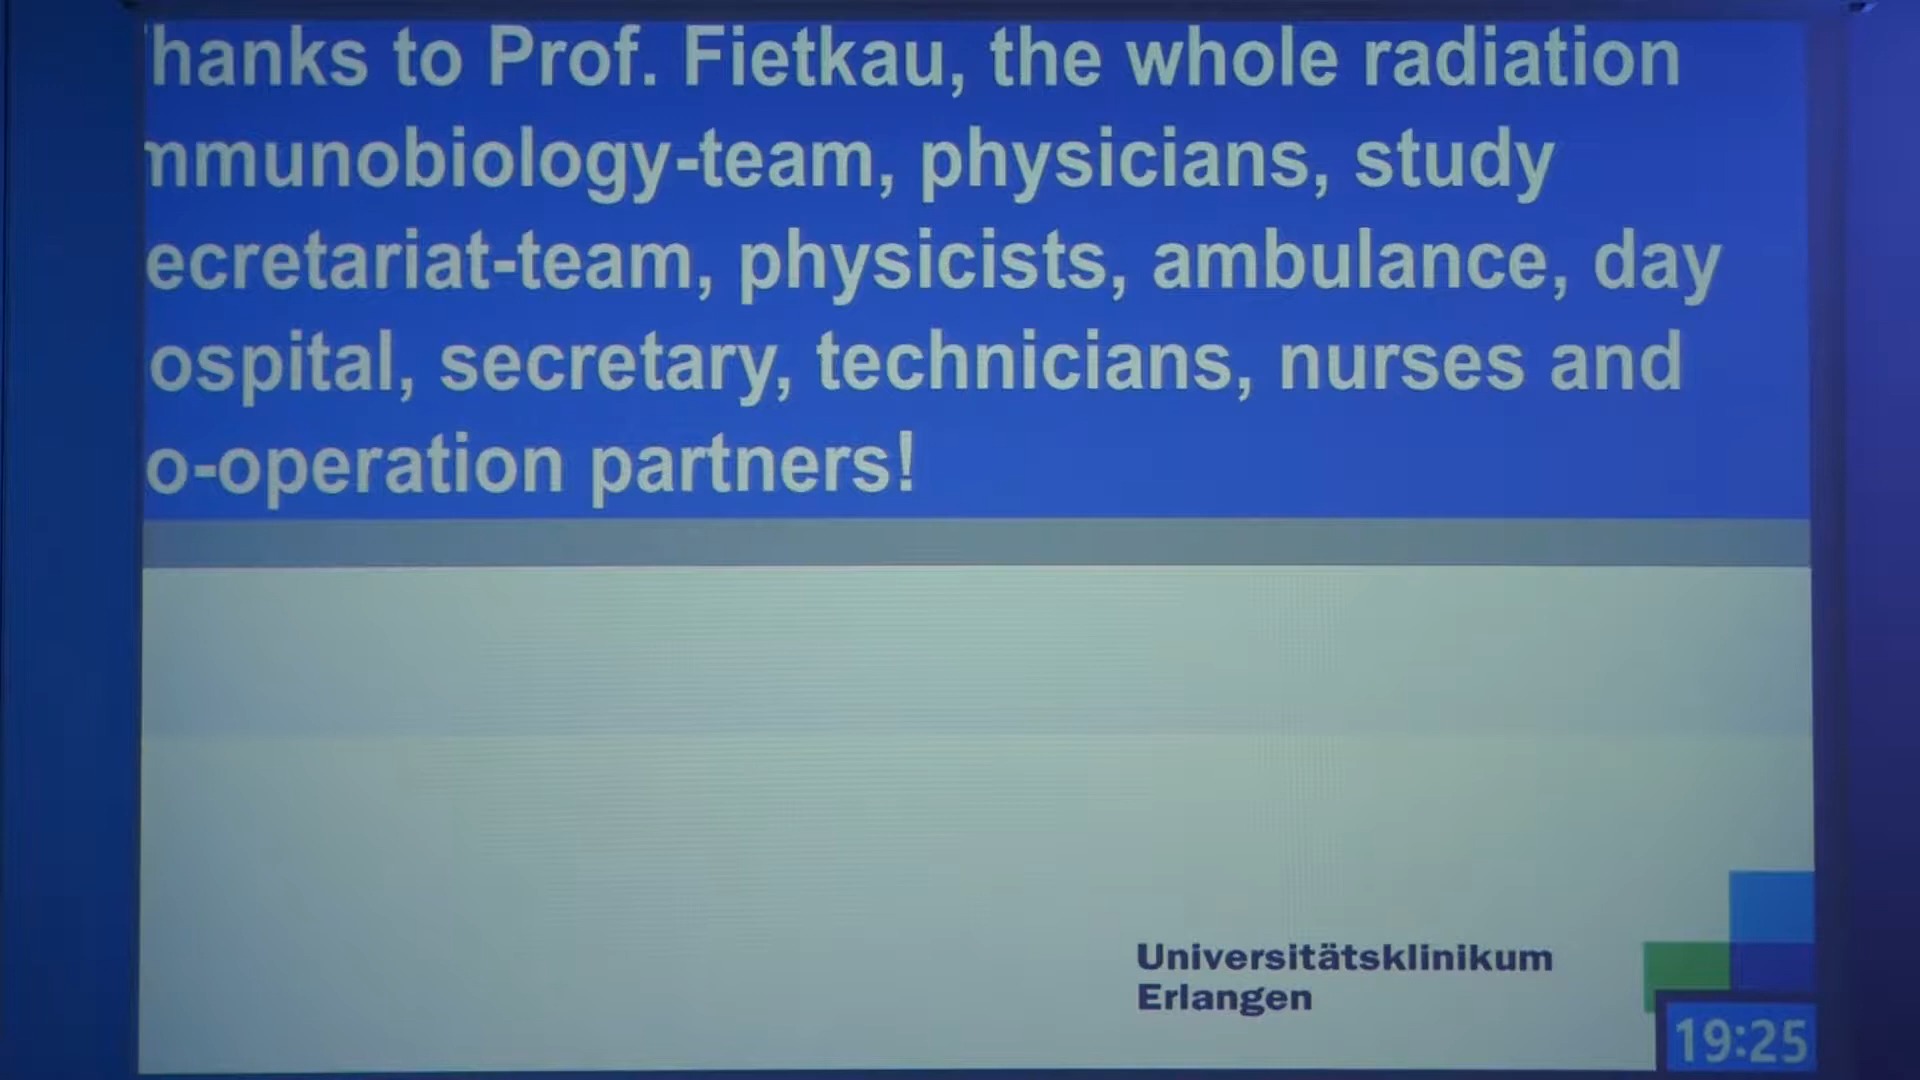 hanks to Prof. Fietkau, the whole radiation
mmunobiology-team, physicians, study
ecretariat-team, physicists, ambulance, day
ospital, secretary, technicians, nurses and
o-operation partners!
Universitätsklinikum
Erlangen
19:25